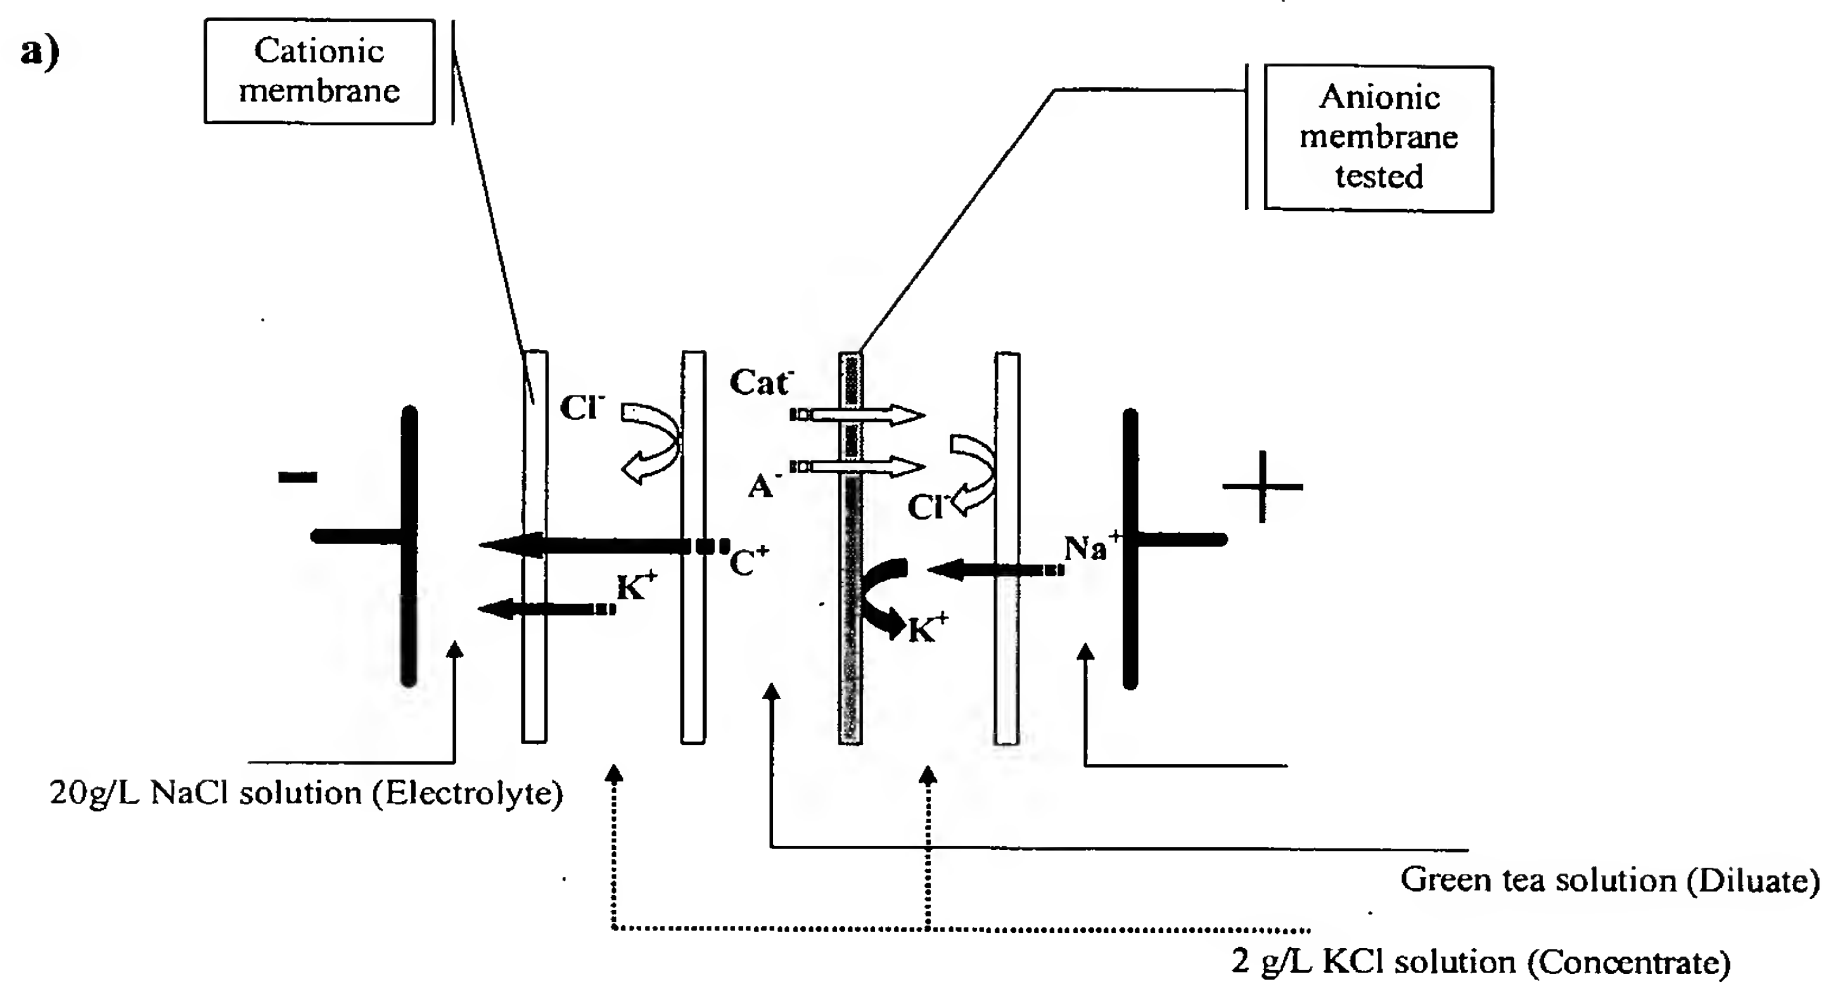 a)
Cationic
membrane
Anionic
membrane
tested
Cl-
Cat-
A-
Cl-
−
+
C+
K+
Na+
K+
20g/L NaCl solution (Electrolyte)
Green tea solution (Diluate)
2 g/L KCl solution (Concentrate)